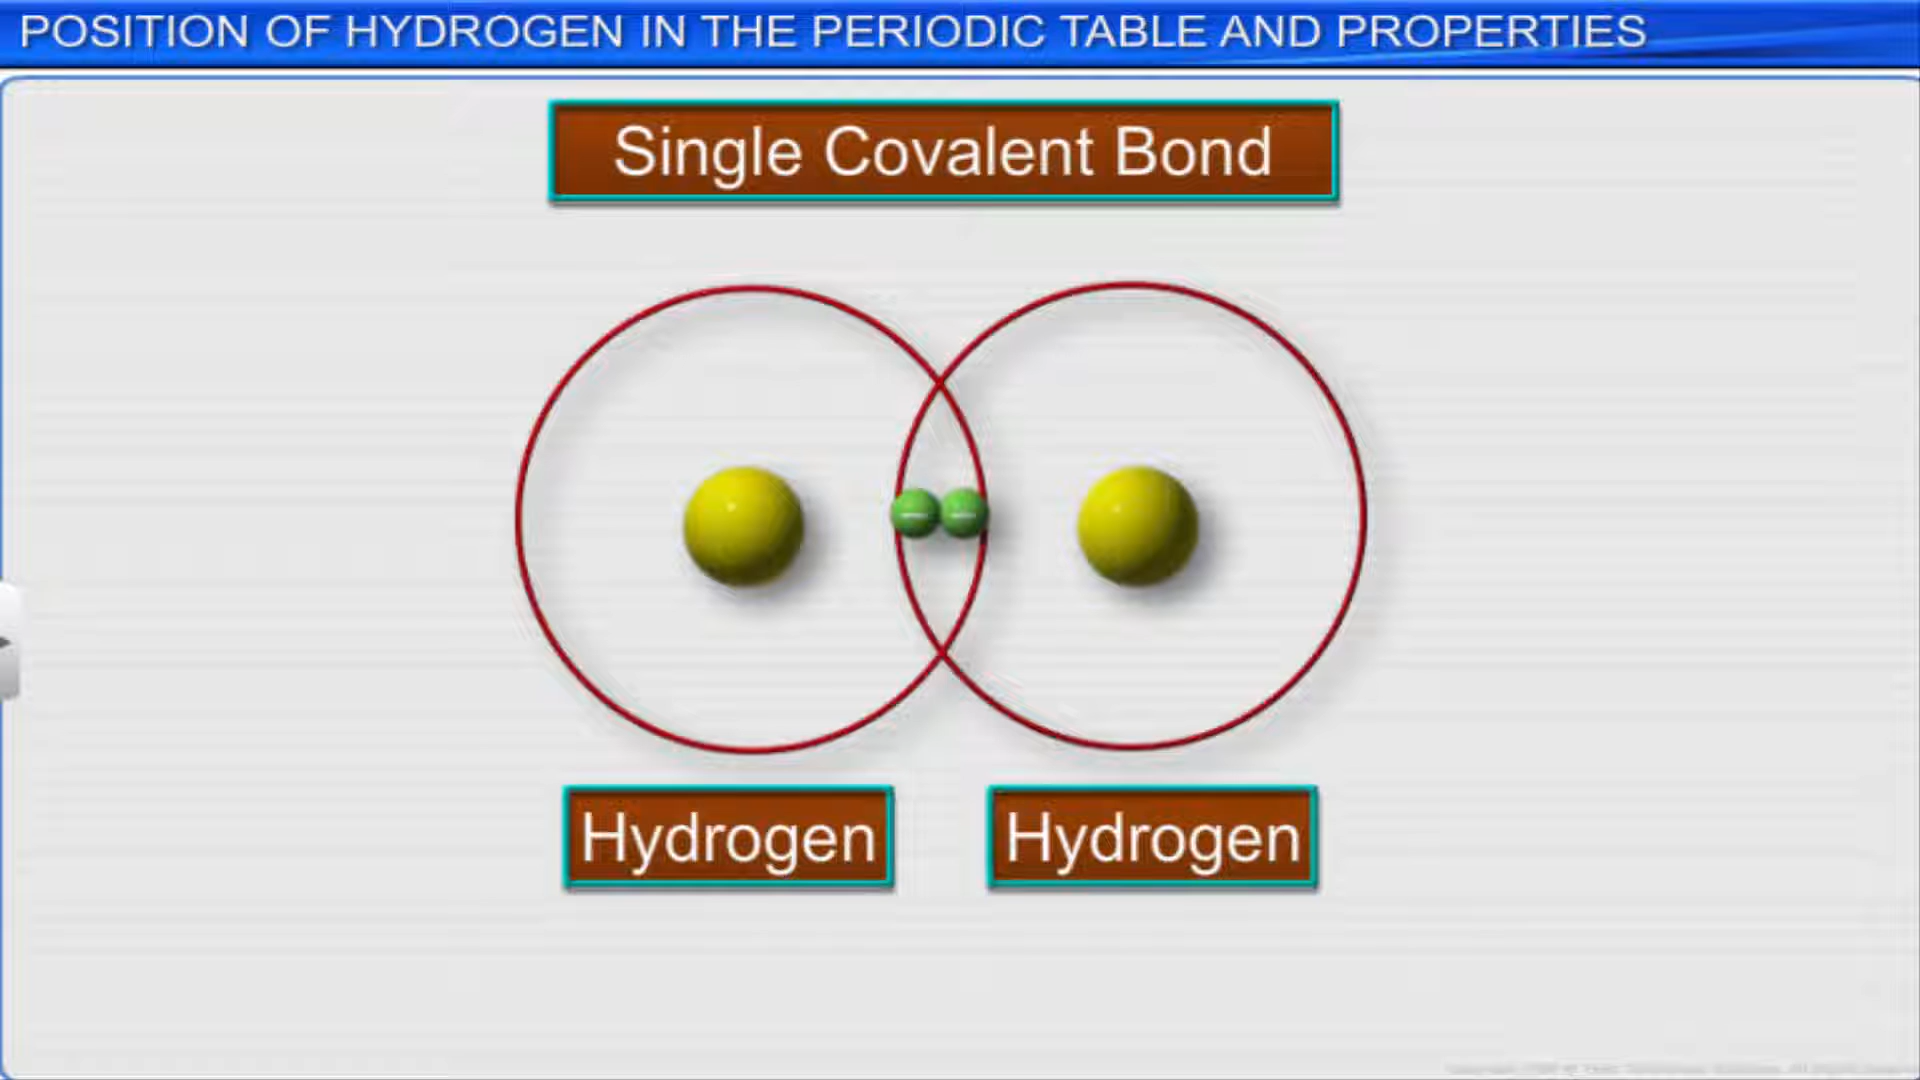 POSITION OF HYDROGEN IN THE PERIODIC TABLE AND PROPERTIES
Single Covalent Bond
Hydrogen
Hydrogen